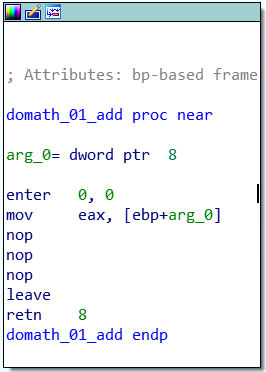 ; Attributes: bp-based frame
domath_01_add proc near
arg_0= dword ptr  8
enter   0, 0
mov     eax, [ebp+arg_0]
nop
nop
nop
leave
retn    8
domath_01_add endp